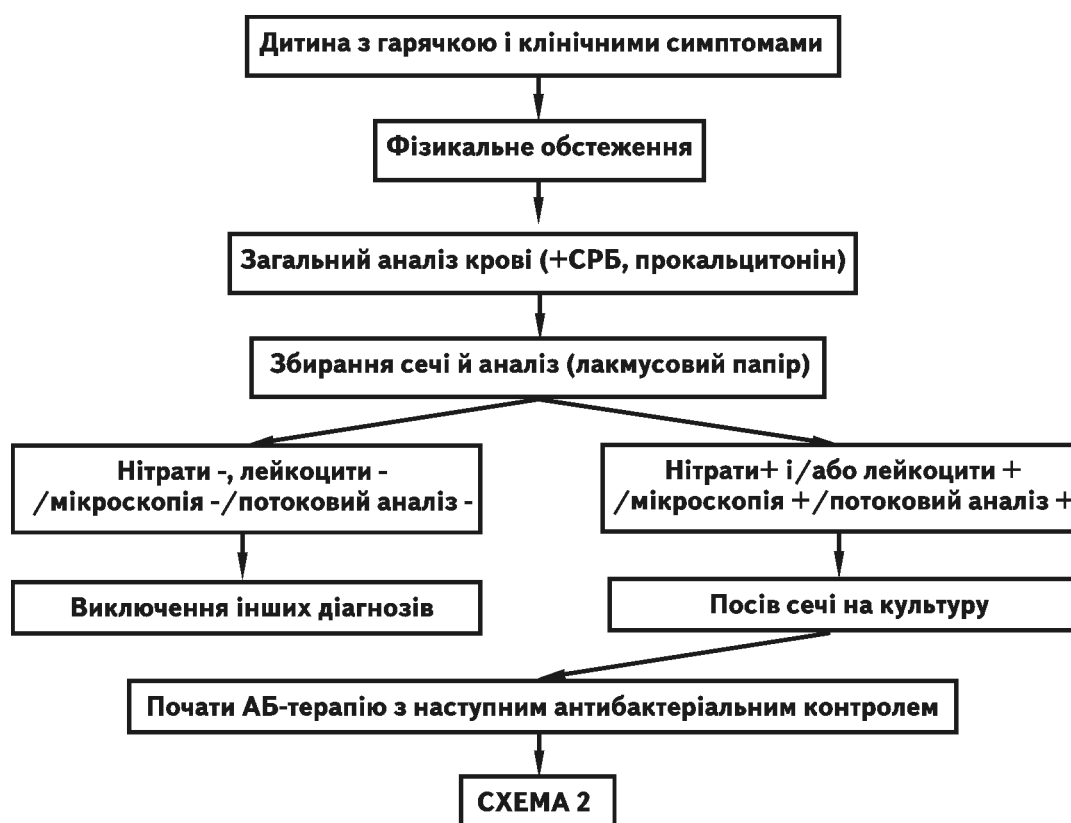 Дитина з гарячкою і клінічними симптомами
Фізикальне обстеження
Загальний аналіз крові (+СРБ, прокальцитонін)
Збирання сечі й аналіз (лакмусовий папір)
Нітрати -, лейкоцити -
/мікроскопія -/потоковий аналіз -
Нітрати+ і/або лейкоцити +
/мікроскопія +/потоковий аналіз +
Виключення інших діагнозів
Посів сечі на культуру
Почати АБ-терапію з наступним антибактеріальним контролем
СХЕМА 2